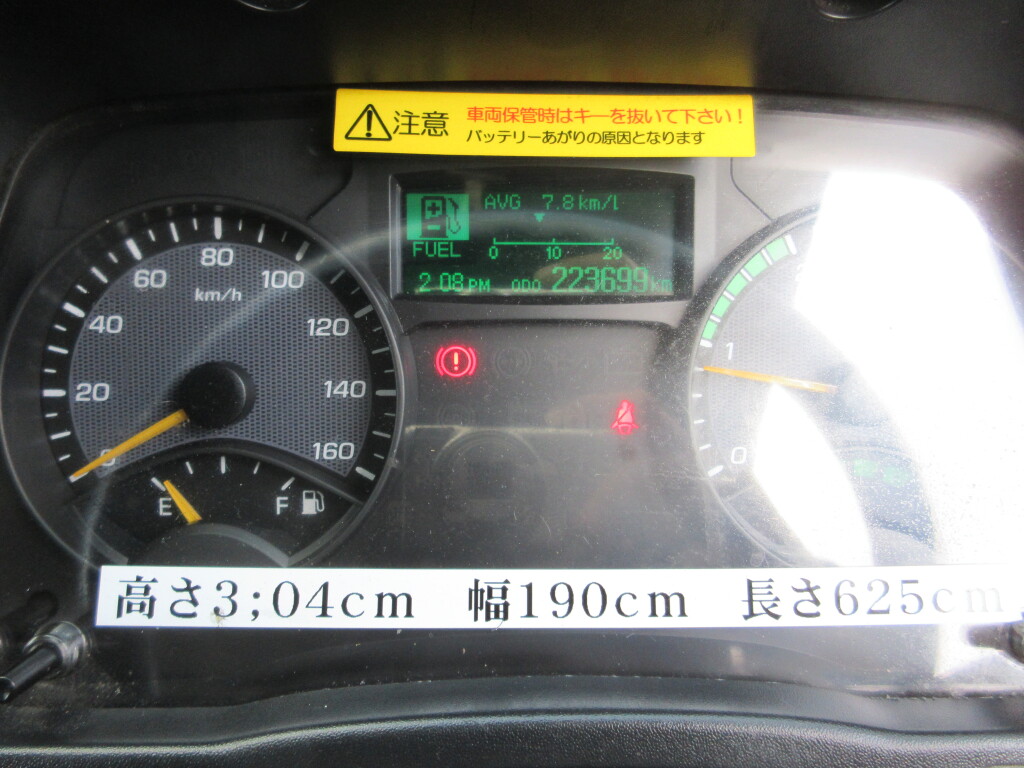 注意
車両保管時はキーを抜いて下さい！
バッテリーあがりの原因となります
AVG 7.8km/l
FUEL 0 10 20
2 08PM ODO 223699km
0 20 40 60 80 100 120 140 160
km/h
E F
1
0
高さ3;04cm 幅190cm 長さ625cm